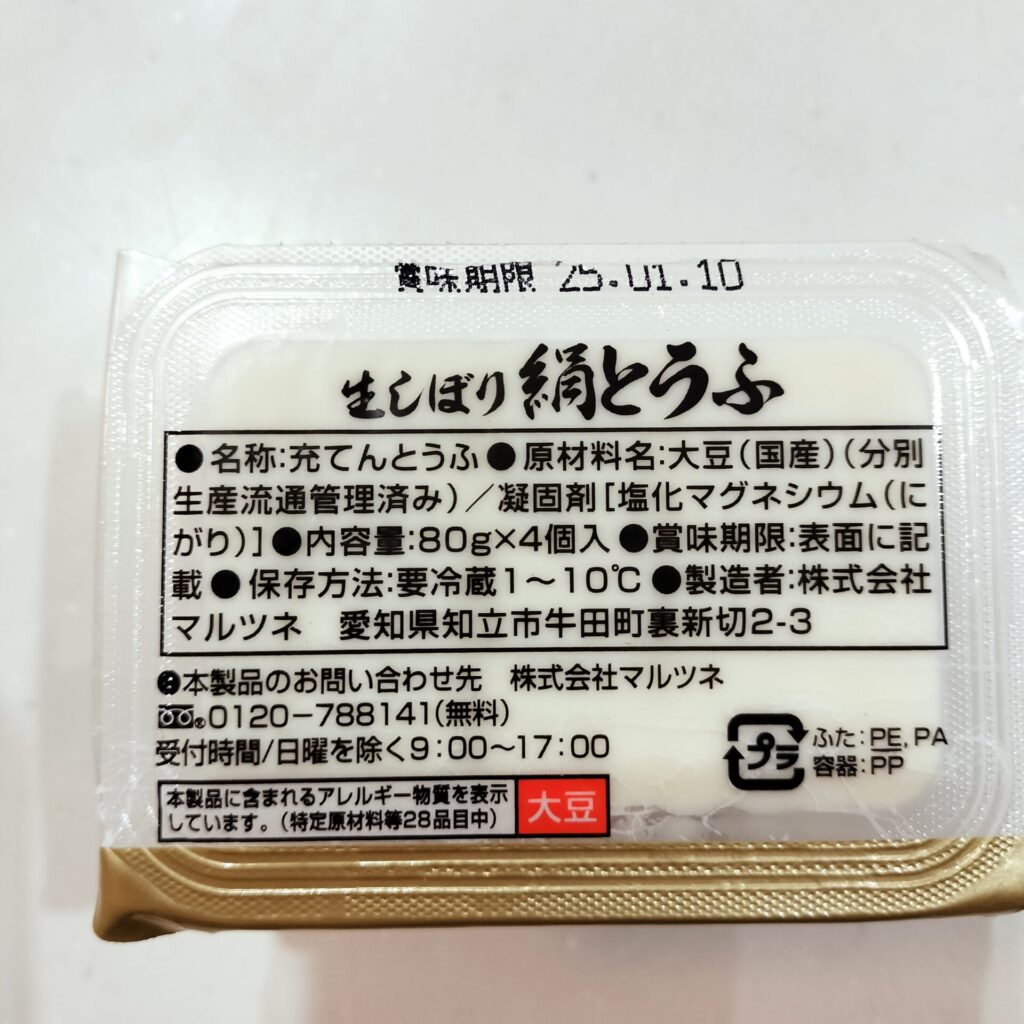 賞味期限 25.01.10
生しぼり 絹とうふ
●名称:充てんとうふ●原材料名:大豆(国産)(分別
生産流通管理済み)/凝固剤[塩化マグネシウム(に
がり)]●内容量:80g×4個入 ●賞味期限:表面に記
載●保存方法:要冷蔵1~10℃●製造者:株式会社
マルツネ 愛知県知立市牛田町裏新切2-3
●本製品のお問い合わせ先 株式会社マルツネ
®0120-788141(無料)
受付時間/日曜を除く9:00~17:00
プラ
ふた:PE, PA
容器:PP
本製品に含まれるアレルギー物質を表示
しています。(特定原材料等28品目中)
大豆